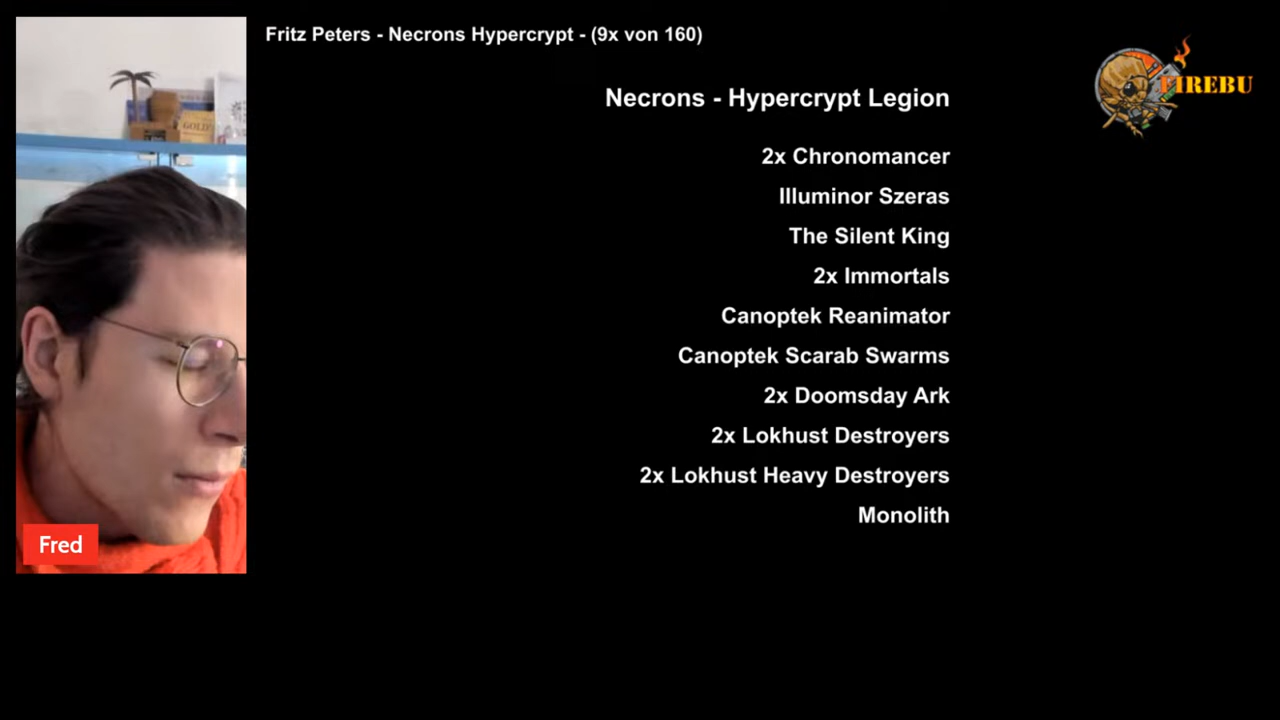 Fritz Peters - Necrons Hypercrypt - (9x von 160)
FIREBU
Necrons - Hypercrypt Legion
2x Chronomancer
Illuminor Szeras
The Silent King
2x Immortals
Canoptek Reanimator
Canoptek Scarab Swarms
2x Doomsday Ark
2x Lokhust Destroyers
2x Lokhust Heavy Destroyers
Monolith
GOLD
Fred